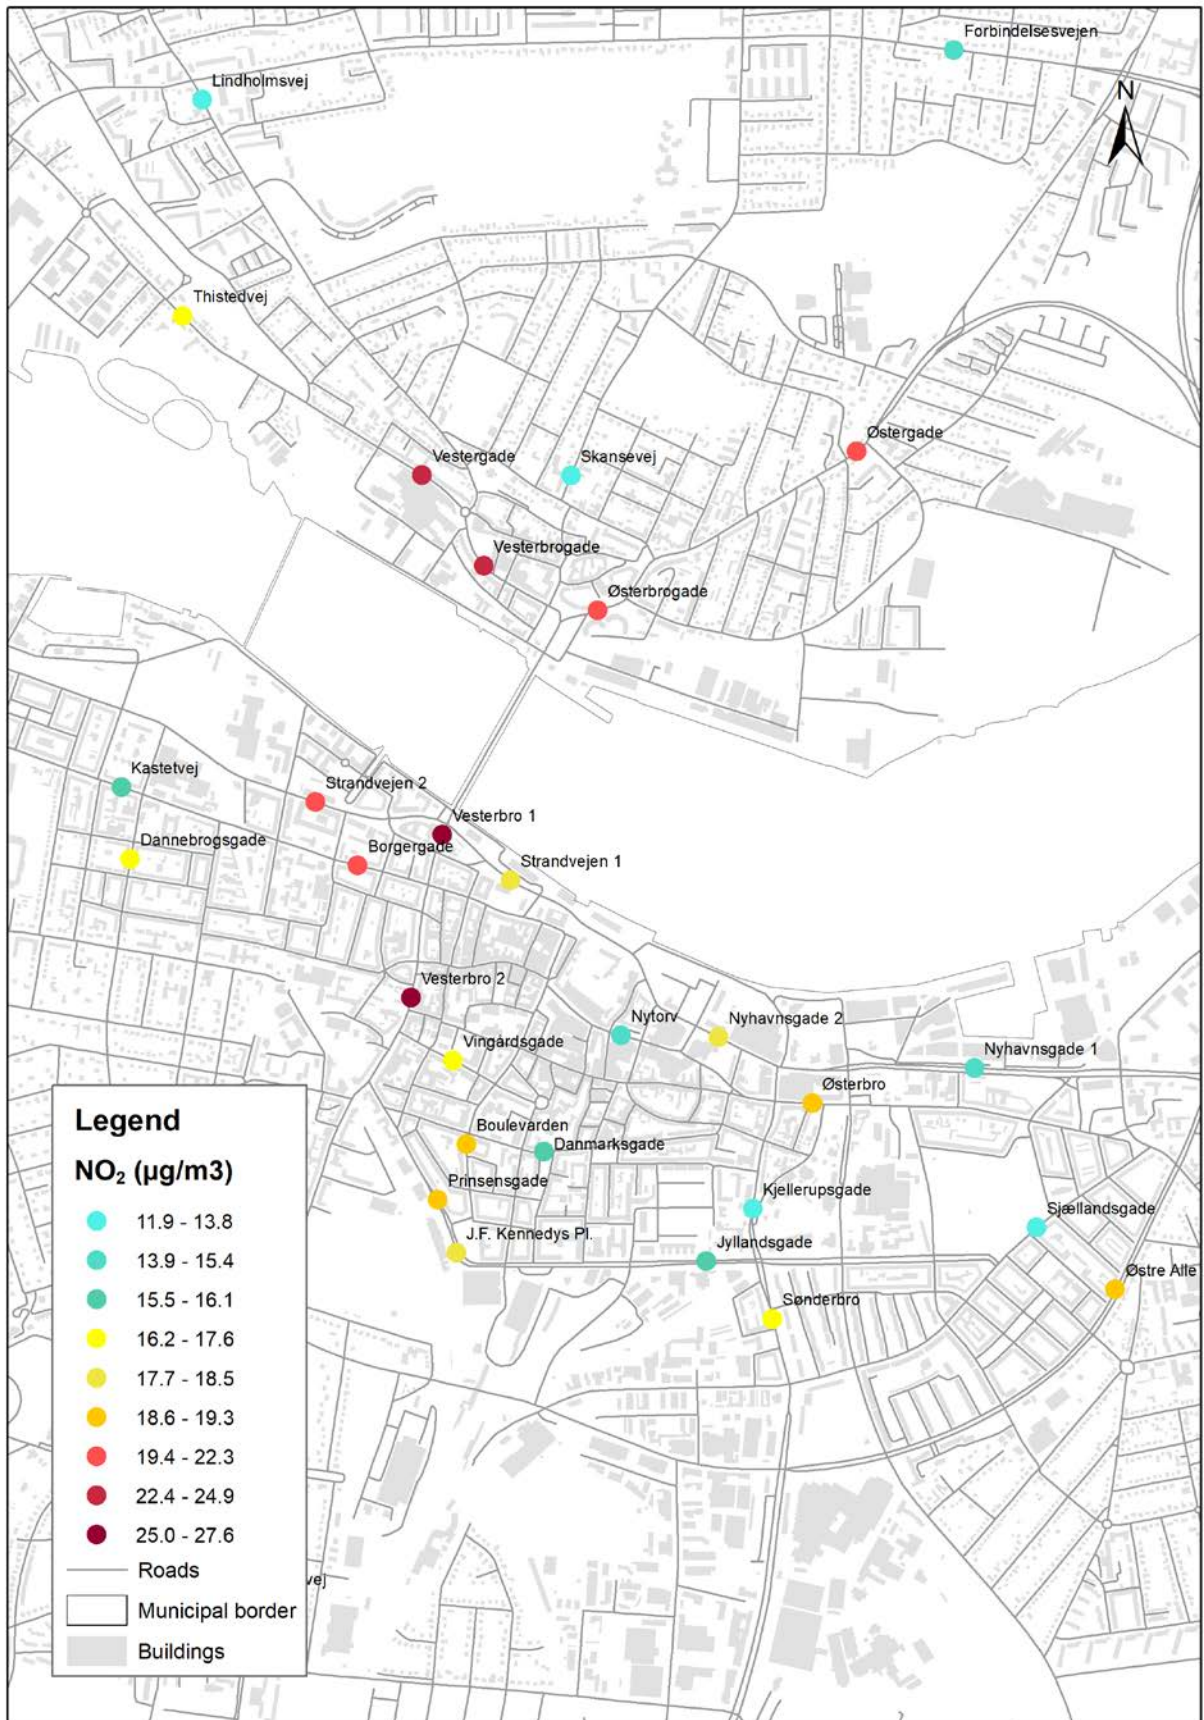 Forbindelsesvejen
Lindholmsvej
N
Thistedvej
Østergade
Vestergade
Skansevej
Vesterbrogade
Østerbrogade
Kastetvej
Strandvejen 2
Vesterbro 1
Dannebrogsgade
Borgergade
Strandvejen 1
Vesterbro 2
Nytorv
Nyhavnsgade 2
Vingårdsgade
Nyhavnsgade 1
Østerbro
Boulevarden
Danmarksgade
Prinsensgade
Kjellerupsgade
Sjællandsgade
J.F. Kennedys Pl.
Jyllandsgade
Østre Alle
Sønderbro
Legend
NO₂ (µg/m3)
11.9 - 13.8
13.9 - 15.4
15.5 - 16.1
16.2 - 17.6
17.7 - 18.5
18.6 - 19.3
19.4 - 22.3
22.4 - 24.9
25.0 - 27.6
Roads
vej
Municipal border
Buildings